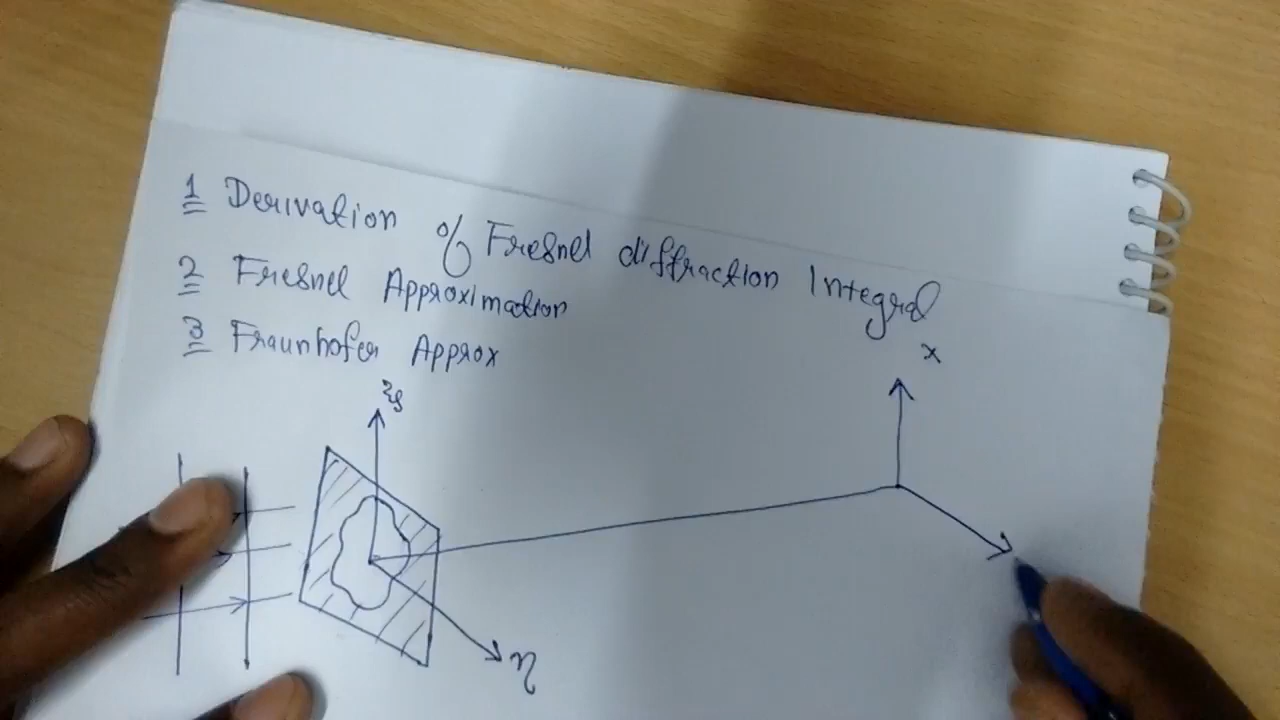 1 Derivation of Fresnel diffraction Integral
2 Fresnel Approximation
3 Fraunhofer Approx
x
ξ
η